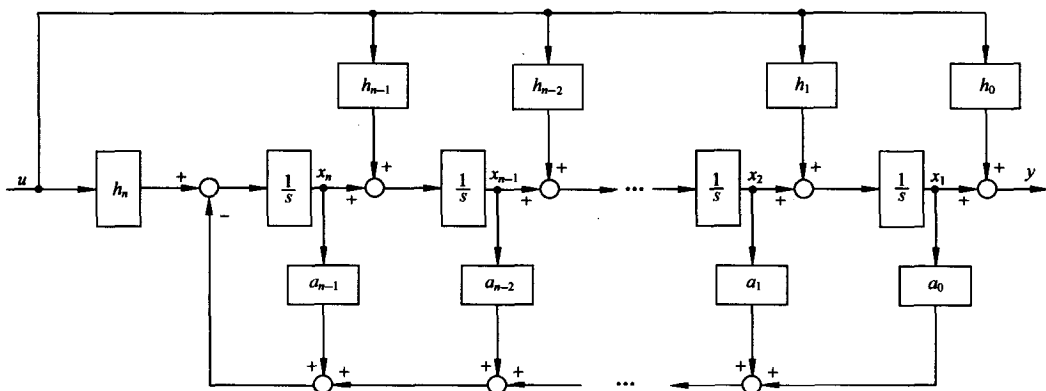 h_{n-1} h_{n-2} h_1 h_0
u h_n + − 1/s x_n + + 1/s x_{n-1} + + ... 1/s x_2 + + 1/s x_1 + + y
a_{n-1} a_{n-2} a_1 a_0
+ + + + ... + +